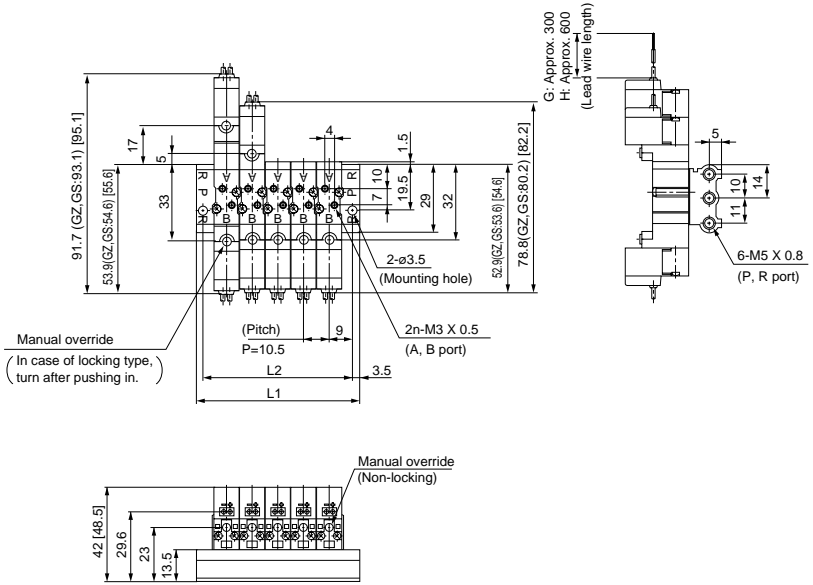 G: Approx. 300
H: Approx. 600
(Lead wire length)
91.7 (GZ,GS:93.1) [95.1]
53.9(GZ,GS:54.6) [55.6]
17
5
33
4
1.5
10
19.5
7
29
32
52.9(GZ,GS:53.6) [54.6]
78.8(GZ,GS:80.2) [82.2]
R
P
R
A
A
A
A
A
R
P
B
B
B
B
B
R
2-ø3.5
(Mounting hole)
2n-M3 X 0.5
(A, B port)
(Pitch)
P=10.5
9
L2
3.5
L1
Manual override
(In case of locking type,
turn after pushing in.)
5
10
14
11
6-M5 X 0.8
(P, R port)
Manual override
(Non-locking)
42 [48.5]
29.6
23
13.5